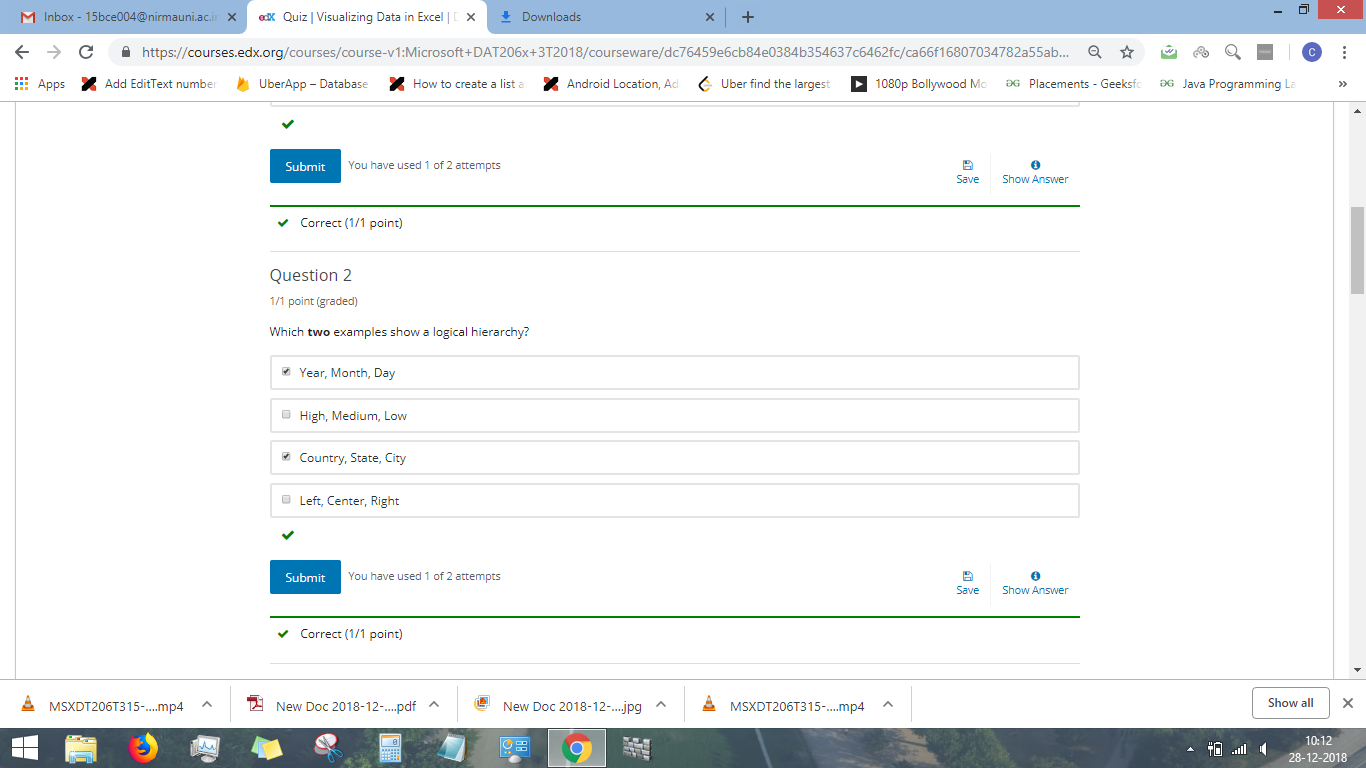 Inbox - 15bce004@nirmauni.ac.in
edX Quiz | Visualizing Data in Excel |
Downloads
https://courses.edx.org/courses/course-v1:Microsoft+DAT206x+3T2018/courseware/dc76459e6cb84e0384b354637c6462fc/ca66f16807034782a55ab...
C
Apps
Add EditText number
UberApp – Database
How to create a list a
Android Location, Ad
Uber find the largest
1080p Bollywood Mo
Placements - Geeksfo
Java Programming La
»
Submit
You have used 1 of 2 attempts
Save
Show Answer
Correct (1/1 point)
Question 2
1/1 point (graded)
Which two examples show a logical hierarchy?
Year, Month, Day
High, Medium, Low
Country, State, City
Left, Center, Right
Submit
You have used 1 of 2 attempts
Save
Show Answer
Correct (1/1 point)
MSXDT206T315-....mp4
New Doc 2018-12-....pdf
New Doc 2018-12-....jpg
MSXDT206T315-....mp4
Show all
10:12
28-12-2018